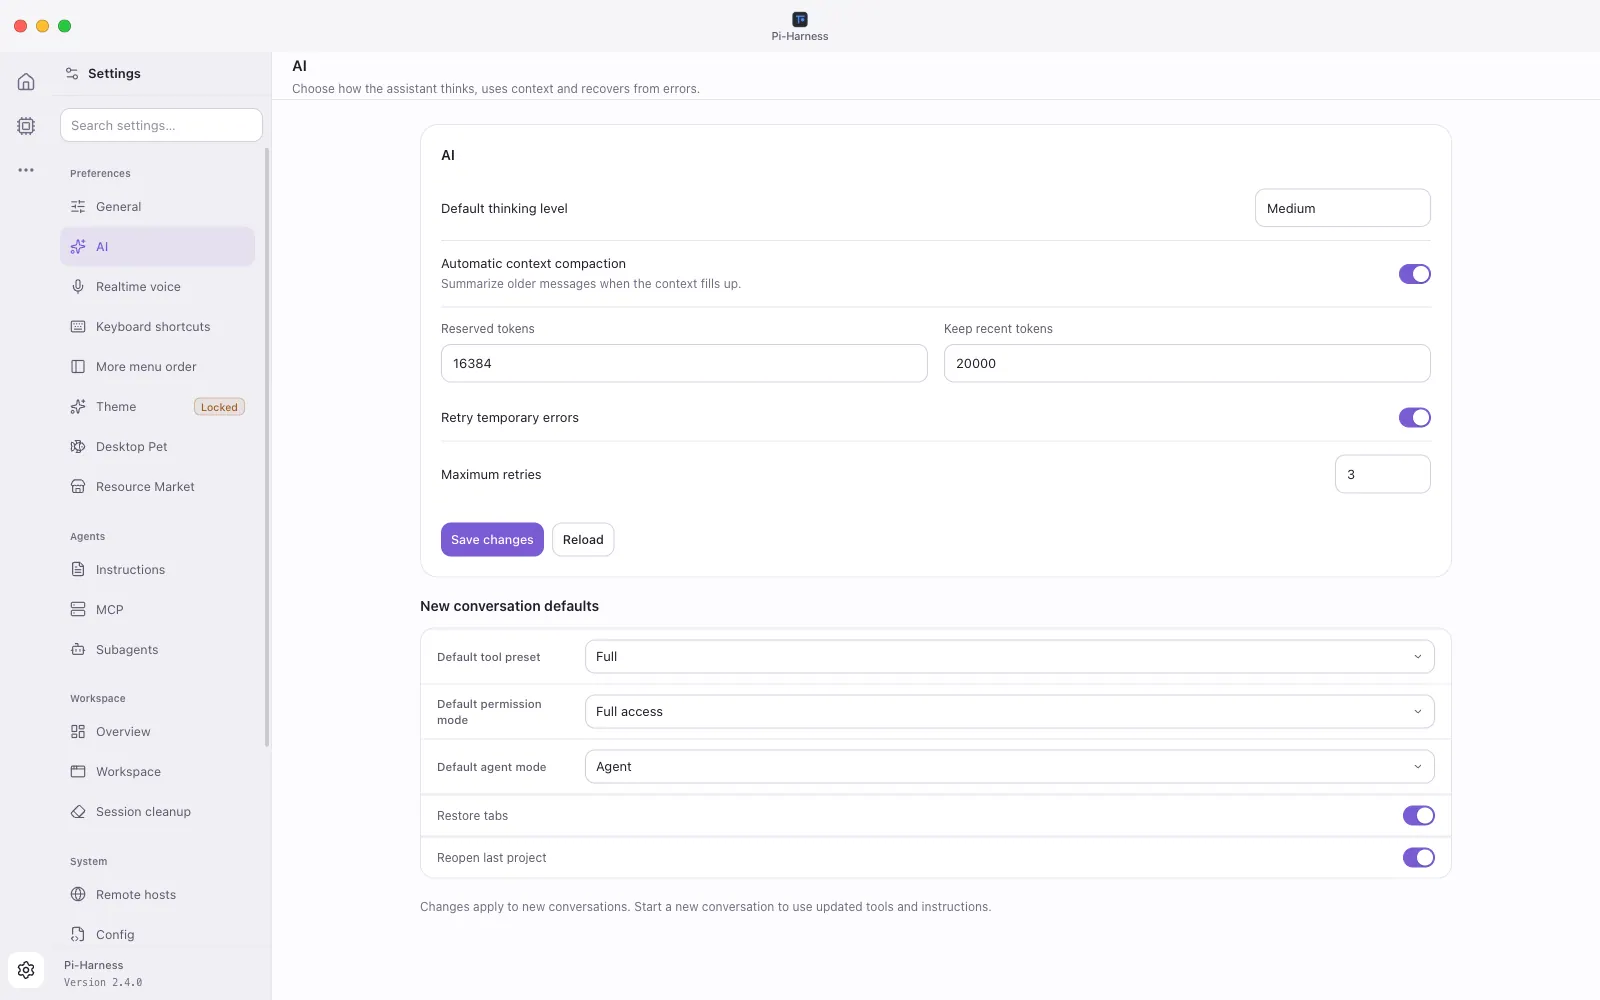 Pi-Harness
Settings
Search settings...
Preferences
General
AI
Realtime voice
Keyboard shortcuts
More menu order
Theme
Locked
Desktop Pet
Resource Market
Agents
Instructions
MCP
Subagents
Workspace
Overview
Workspace
Session cleanup
System
Remote hosts
Config
Pi-Harness
Version 2.4.0
AI
Choose how the assistant thinks, uses context and recovers from errors.
AI
Default thinking level
Medium
Automatic context compaction
Summarize older messages when the context fills up.
Reserved tokens
Keep recent tokens
16384
20000
Retry temporary errors
Maximum retries
3
Save changes
Reload
New conversation defaults
Default tool preset
Full
Default permission
mode
Full access
Default agent mode
Agent
Restore tabs
Reopen last project
Changes apply to new conversations. Start a new conversation to use updated tools and instructions.